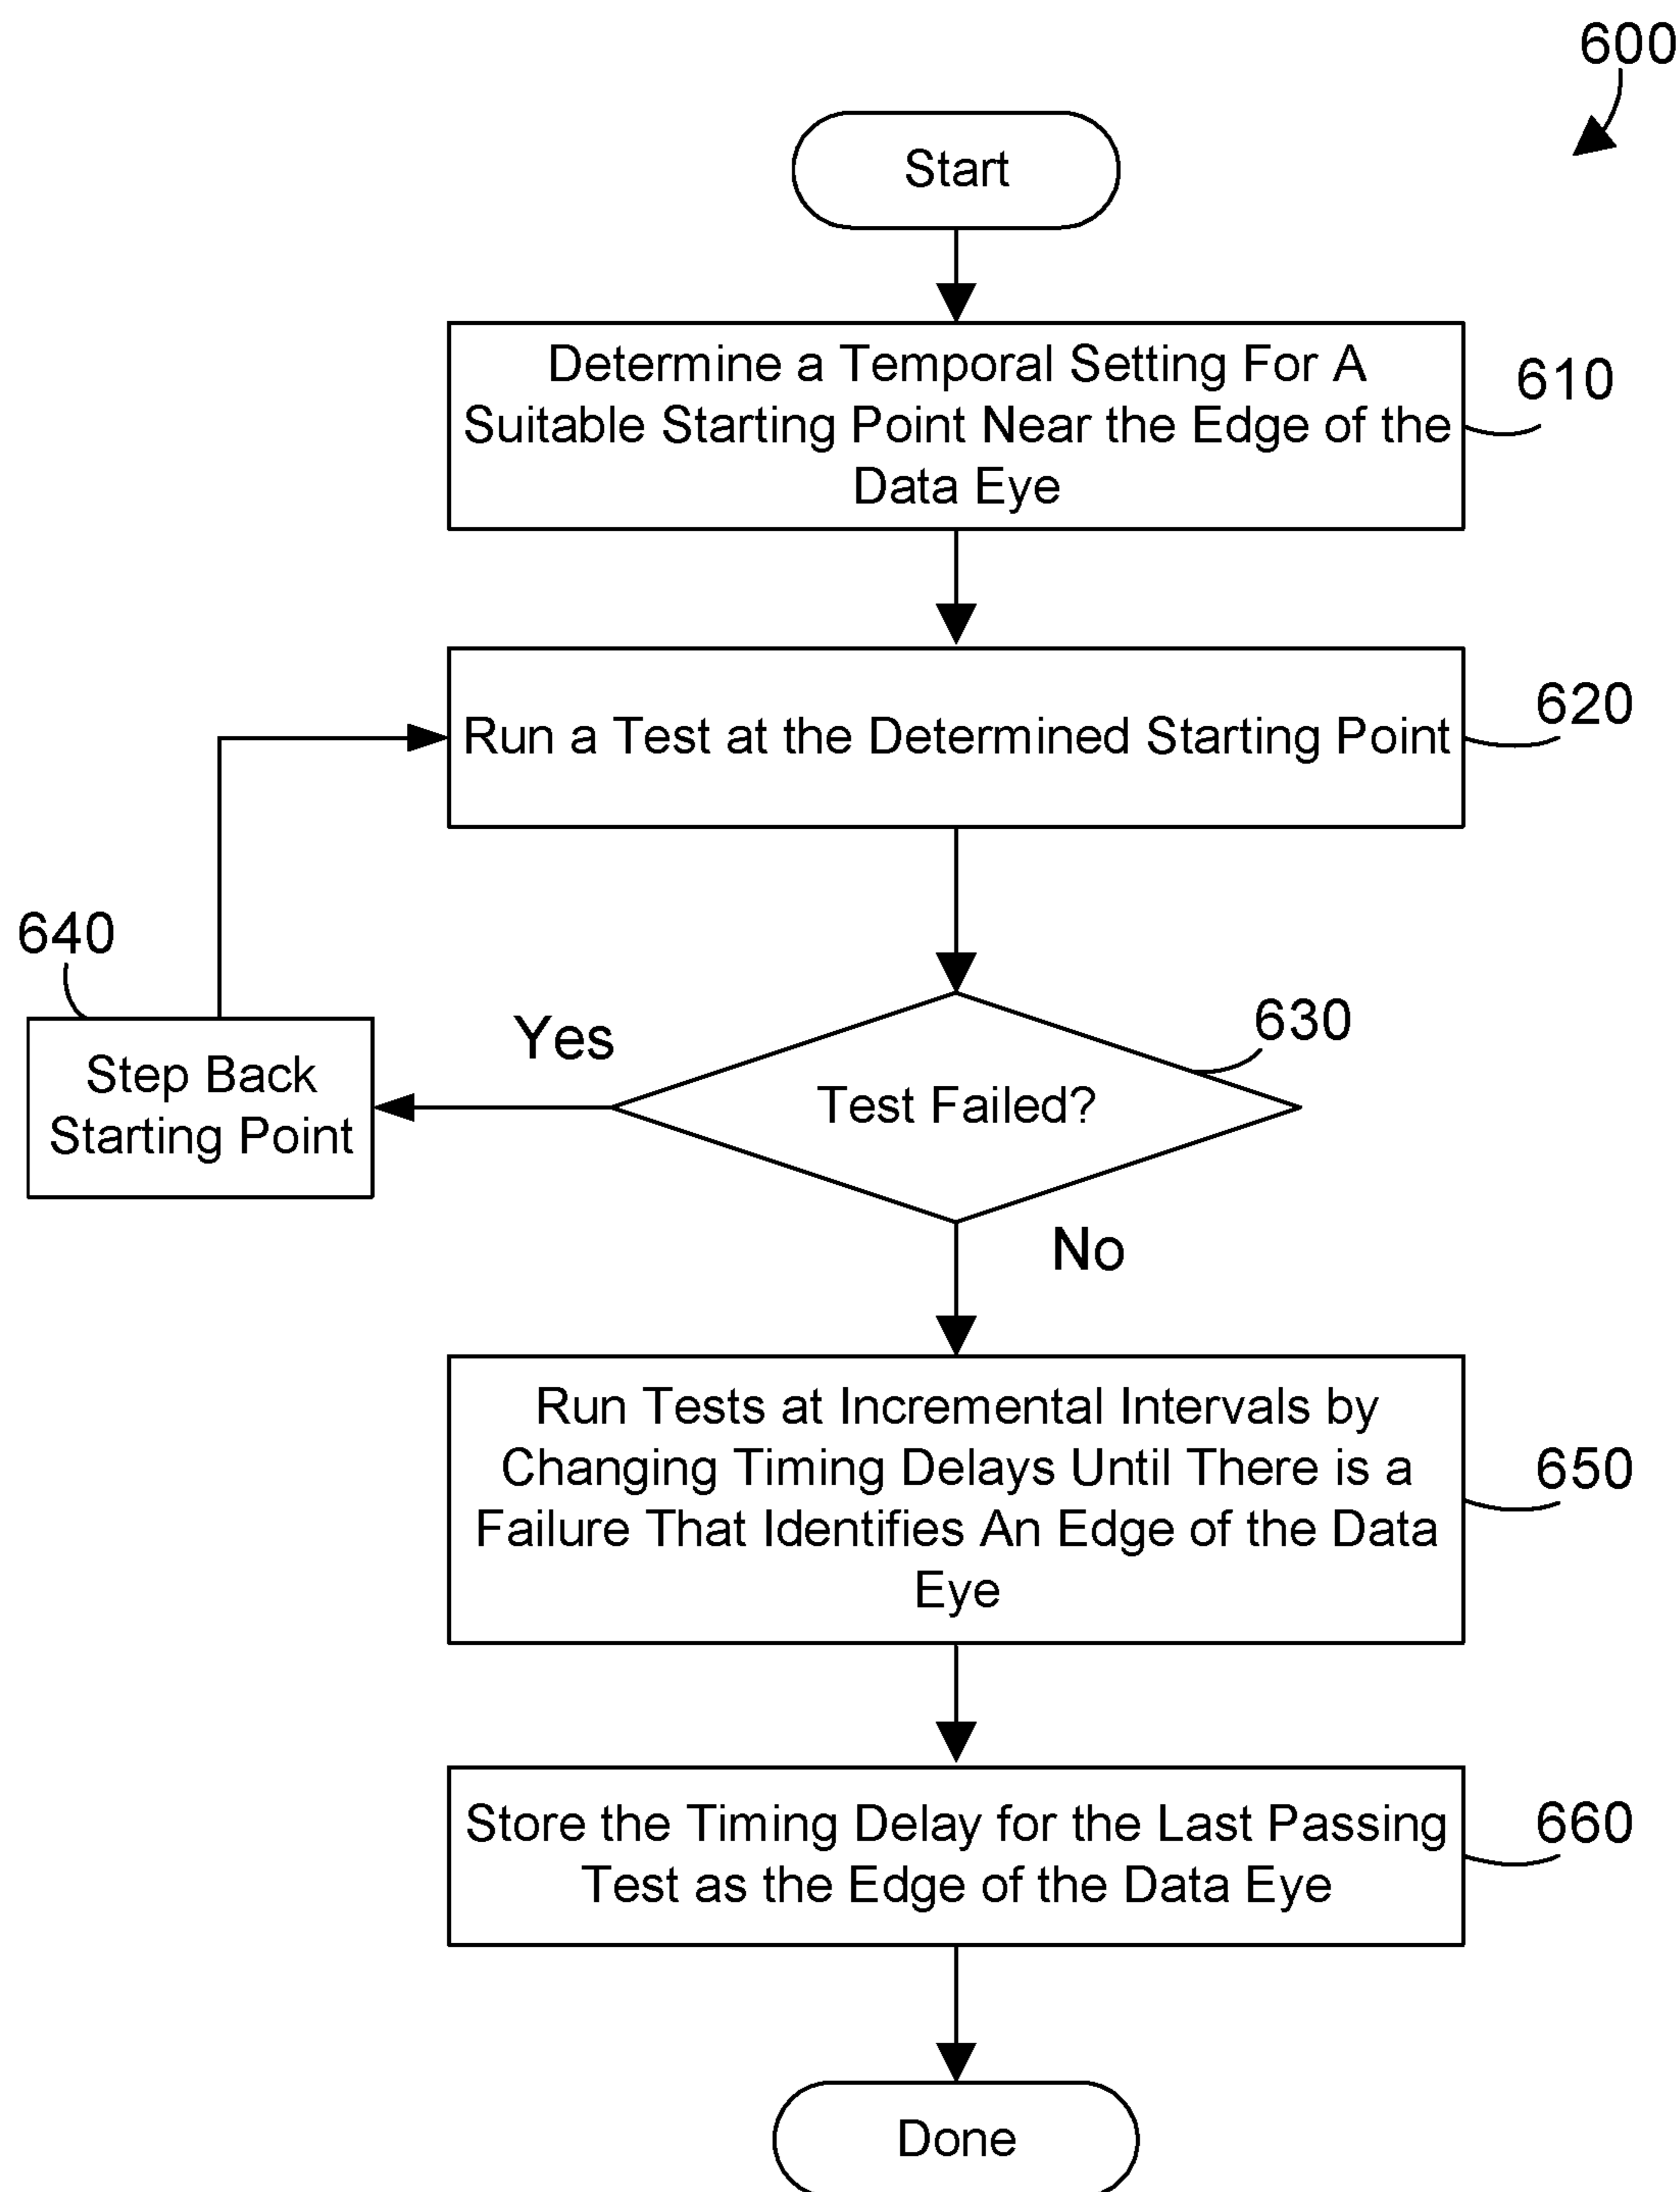 600
Start
Determine a Temporal Setting For A
Suitable Starting Point Near the Edge of the
Data Eye
610
Run a Test at the Determined Starting Point
620
640
Step Back
Starting Point
Yes
Test Failed?
630
No
Run Tests at Incremental Intervals by
Changing Timing Delays Until There is a
Failure That Identifies An Edge of the Data
Eye
650
Store the Timing Delay for the Last Passing
Test as the Edge of the Data Eye
660
Done